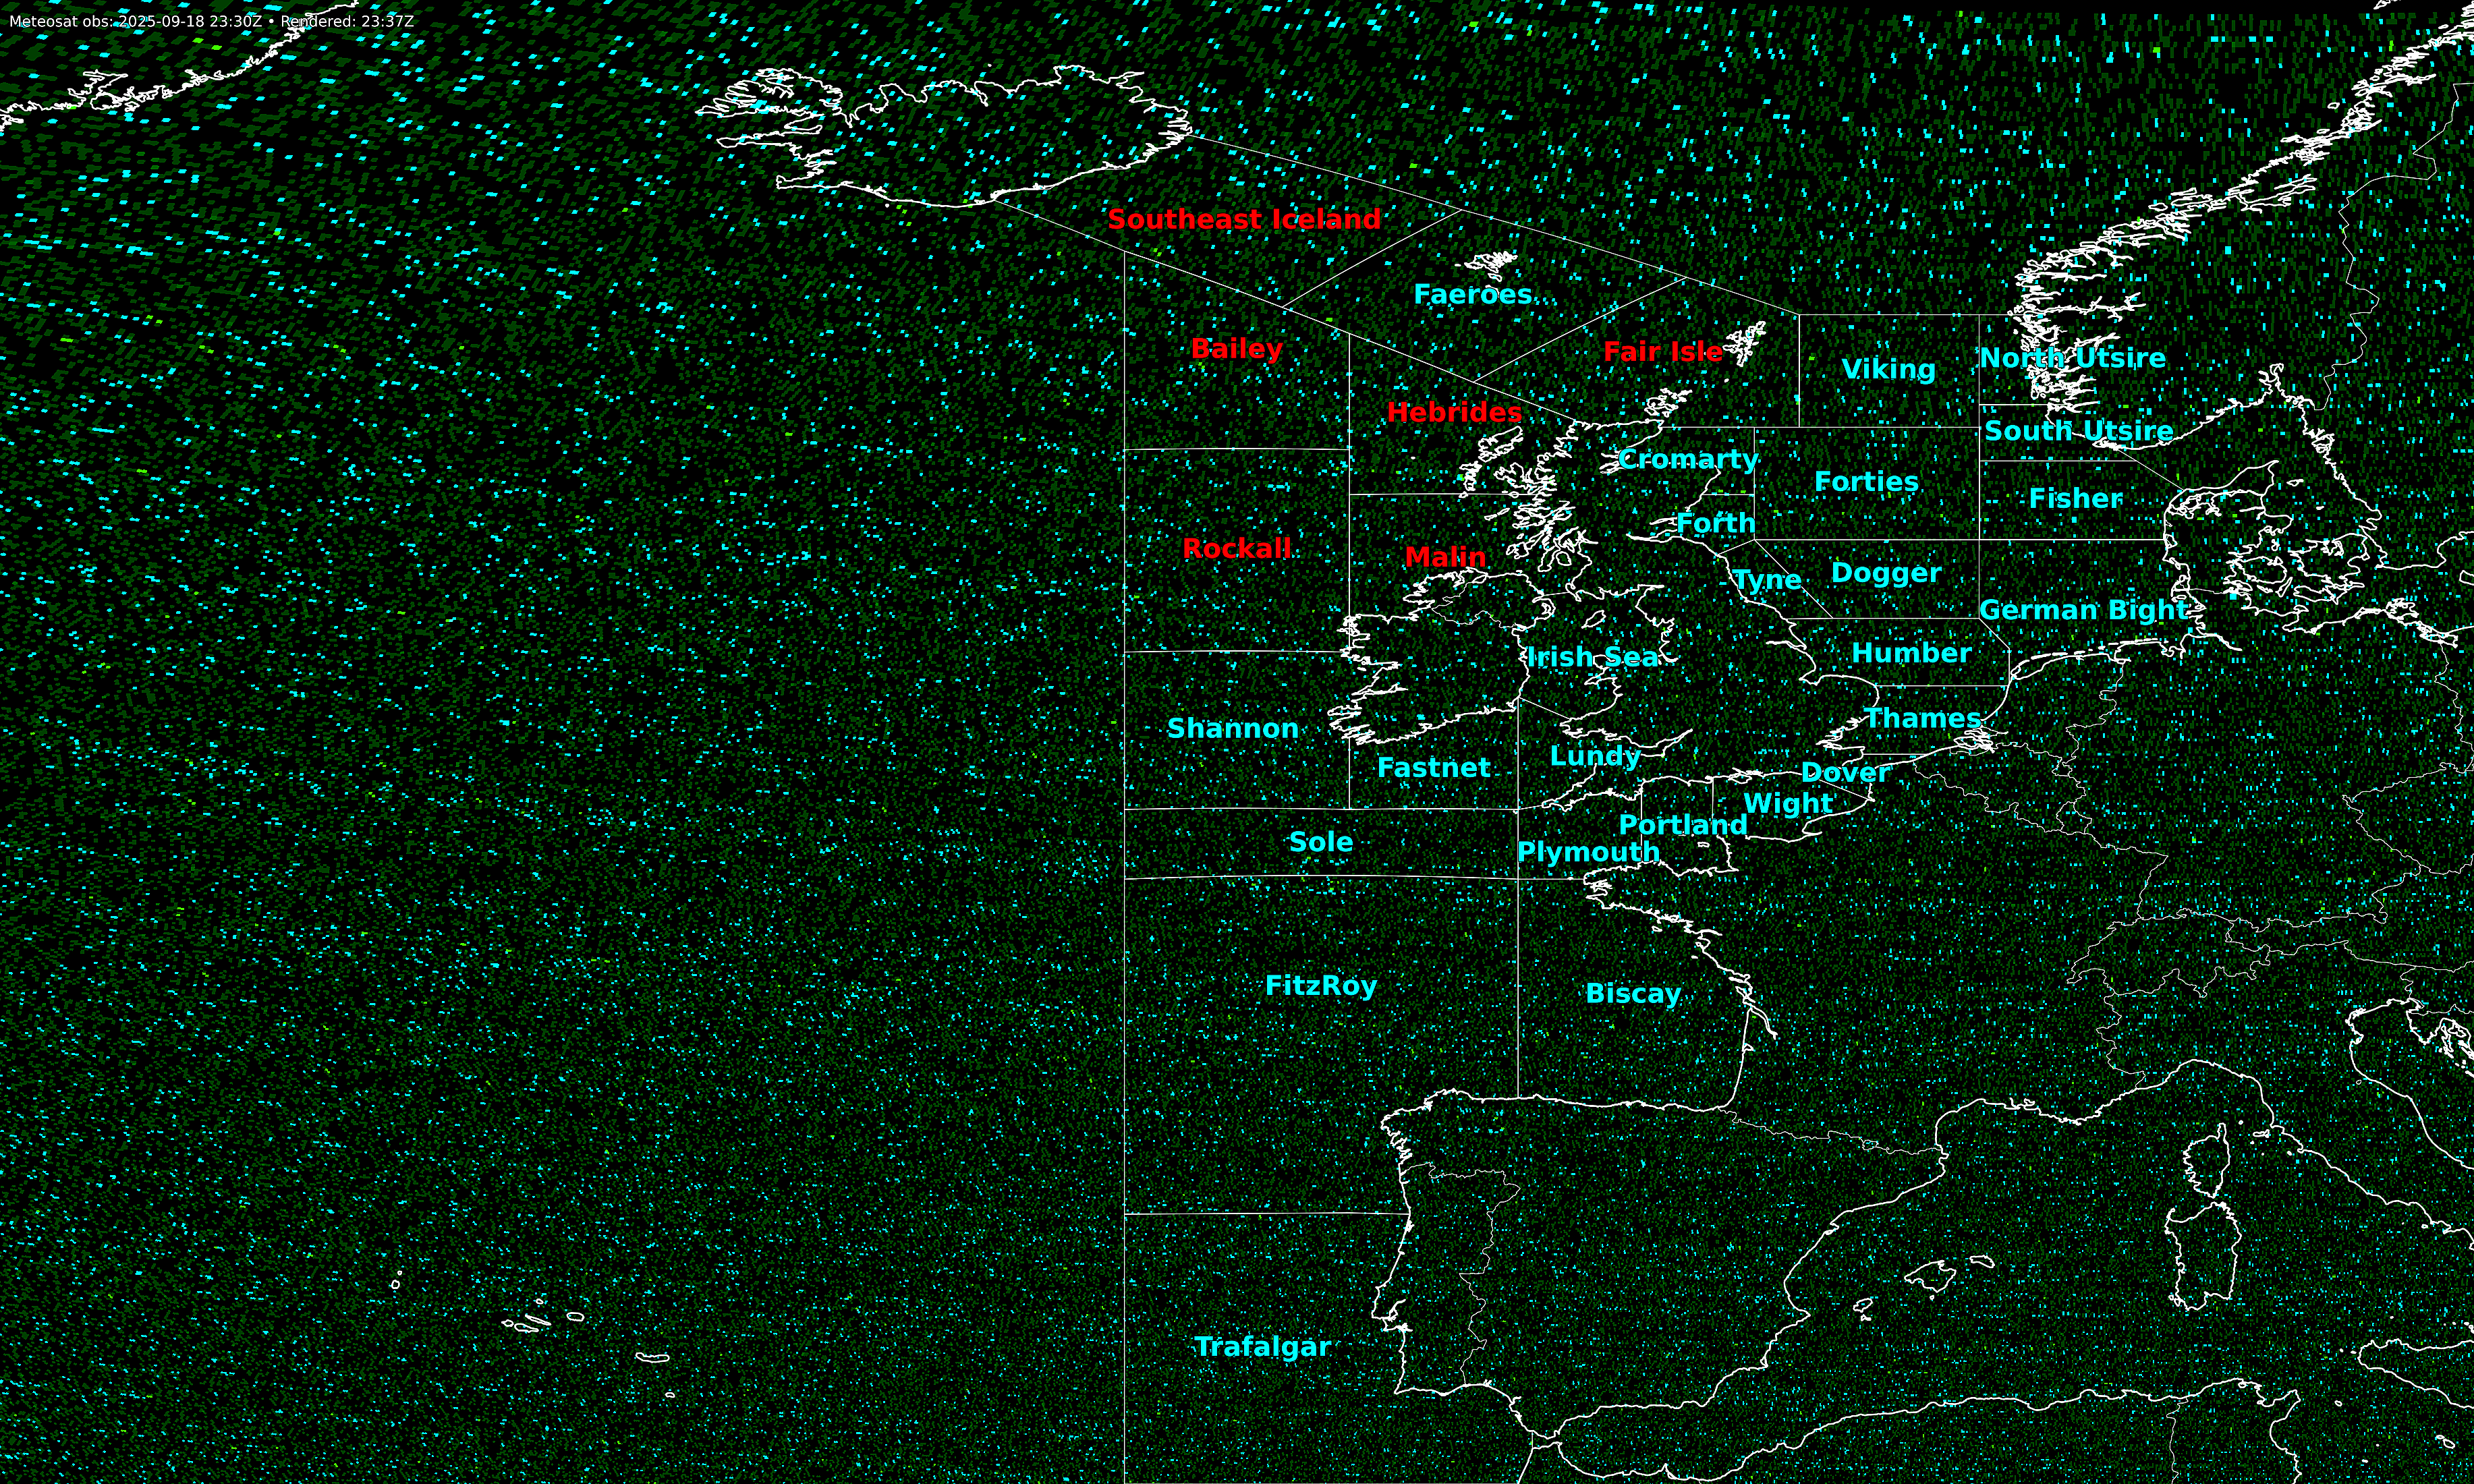 Meteosat obs: 2025-09-18 23:30Z • Rendered: 23:37Z
Southeast Iceland
Faeroes
Bailey
Fair Isle
Viking
North Utsire
Hebrides
South Utsire
Cromarty
Forties
Fisher
Forth
Rockall
Malin
Tyne
Dogger
German Bight
Irish Sea
Humber
Shannon
Thames
Fastnet
Lundy
Dover
Wight
Portland
Sole
Plymouth
FitzRoy
Biscay
Trafalgar